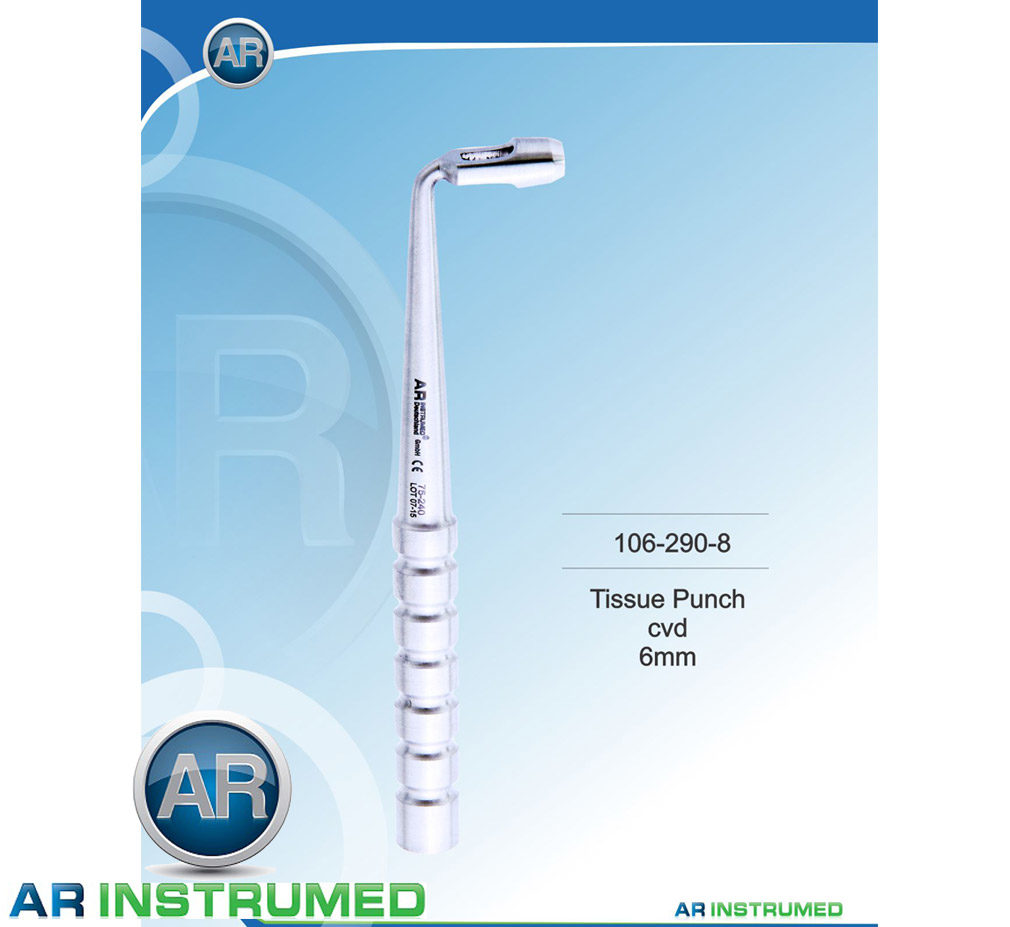 AR
AR
INSTRUMED®
Deutschland GmbH
CE
75-240
LOT 07-15
106-290-8
Tissue Punch
cvd
6mm
AR
AR INSTRUMED
AR INSTRUMED